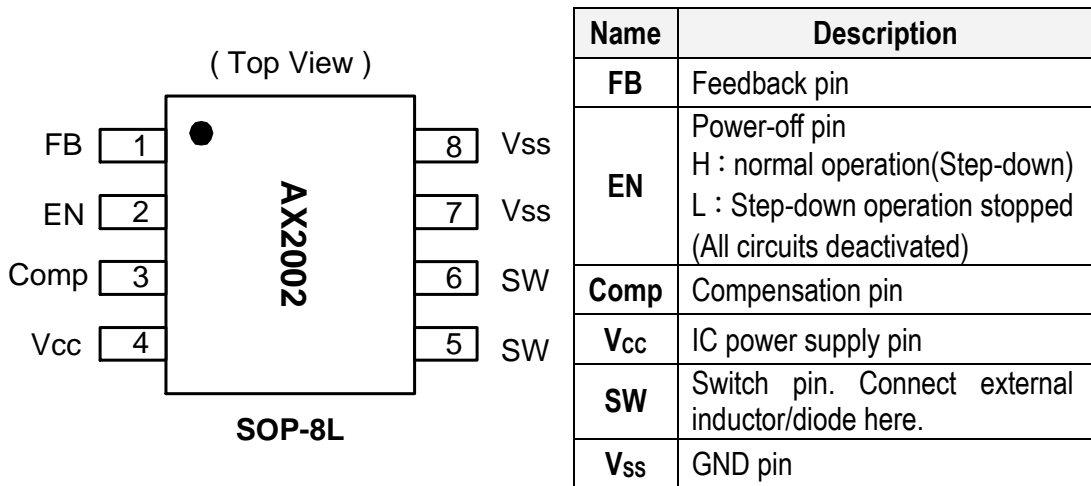 ( Top View )
FB 1
EN 2
Comp 3
Vcc 4
8 Vss
7 Vss
6 SW
5 SW
AX2002
SOP-8L
Name Description
FB Feedback pin
EN Power-off pin
H：normal operation(Step-down)
L：Step-down operation stopped
(All circuits deactivated)
Comp Compensation pin
VCC IC power supply pin
SW Switch pin. Connect external
inductor/diode here.
VSS GND pin